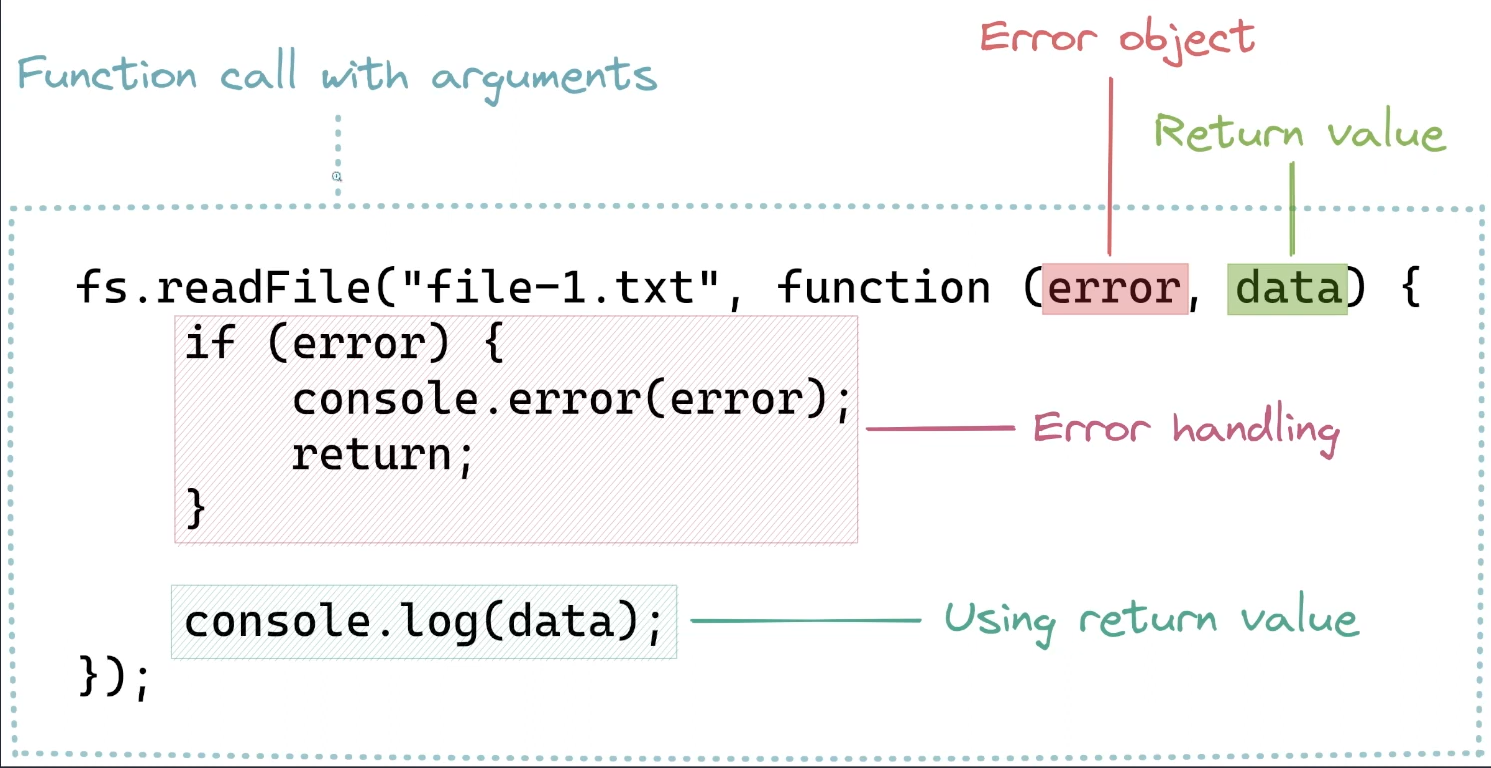 Error object
Function call with arguments
Return value
fs.readFile("file-1.txt", function (error, data) {
if (error) {
console.error(error);
return;
}
Error handling
console.log(data);
Using return value
});